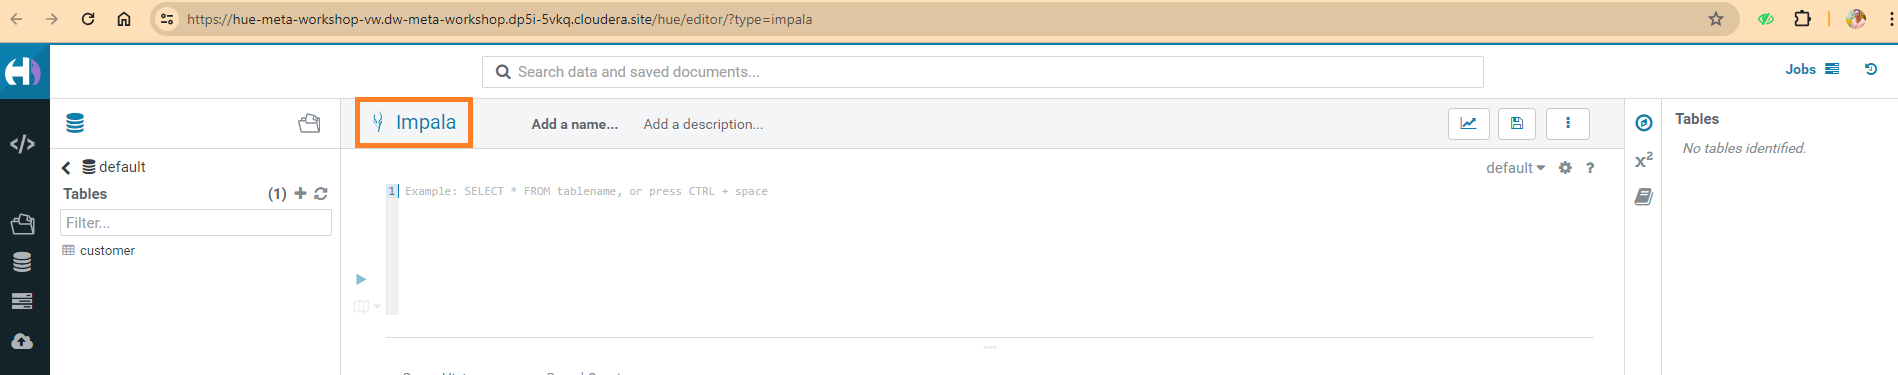 https://hue-meta-workshop-vw.dw-meta-workshop.dp5i-5vkq.cloudera.site/hue/editor/?type=impala
Search data and saved documents...
Jobs
Impala
Add a name...
Add a description...
Tables
No tables identified.
default
Tables
(1)
Filter...
customer
default
?
x²
1
Example: SELECT * FROM tablename, or press CTRL + space